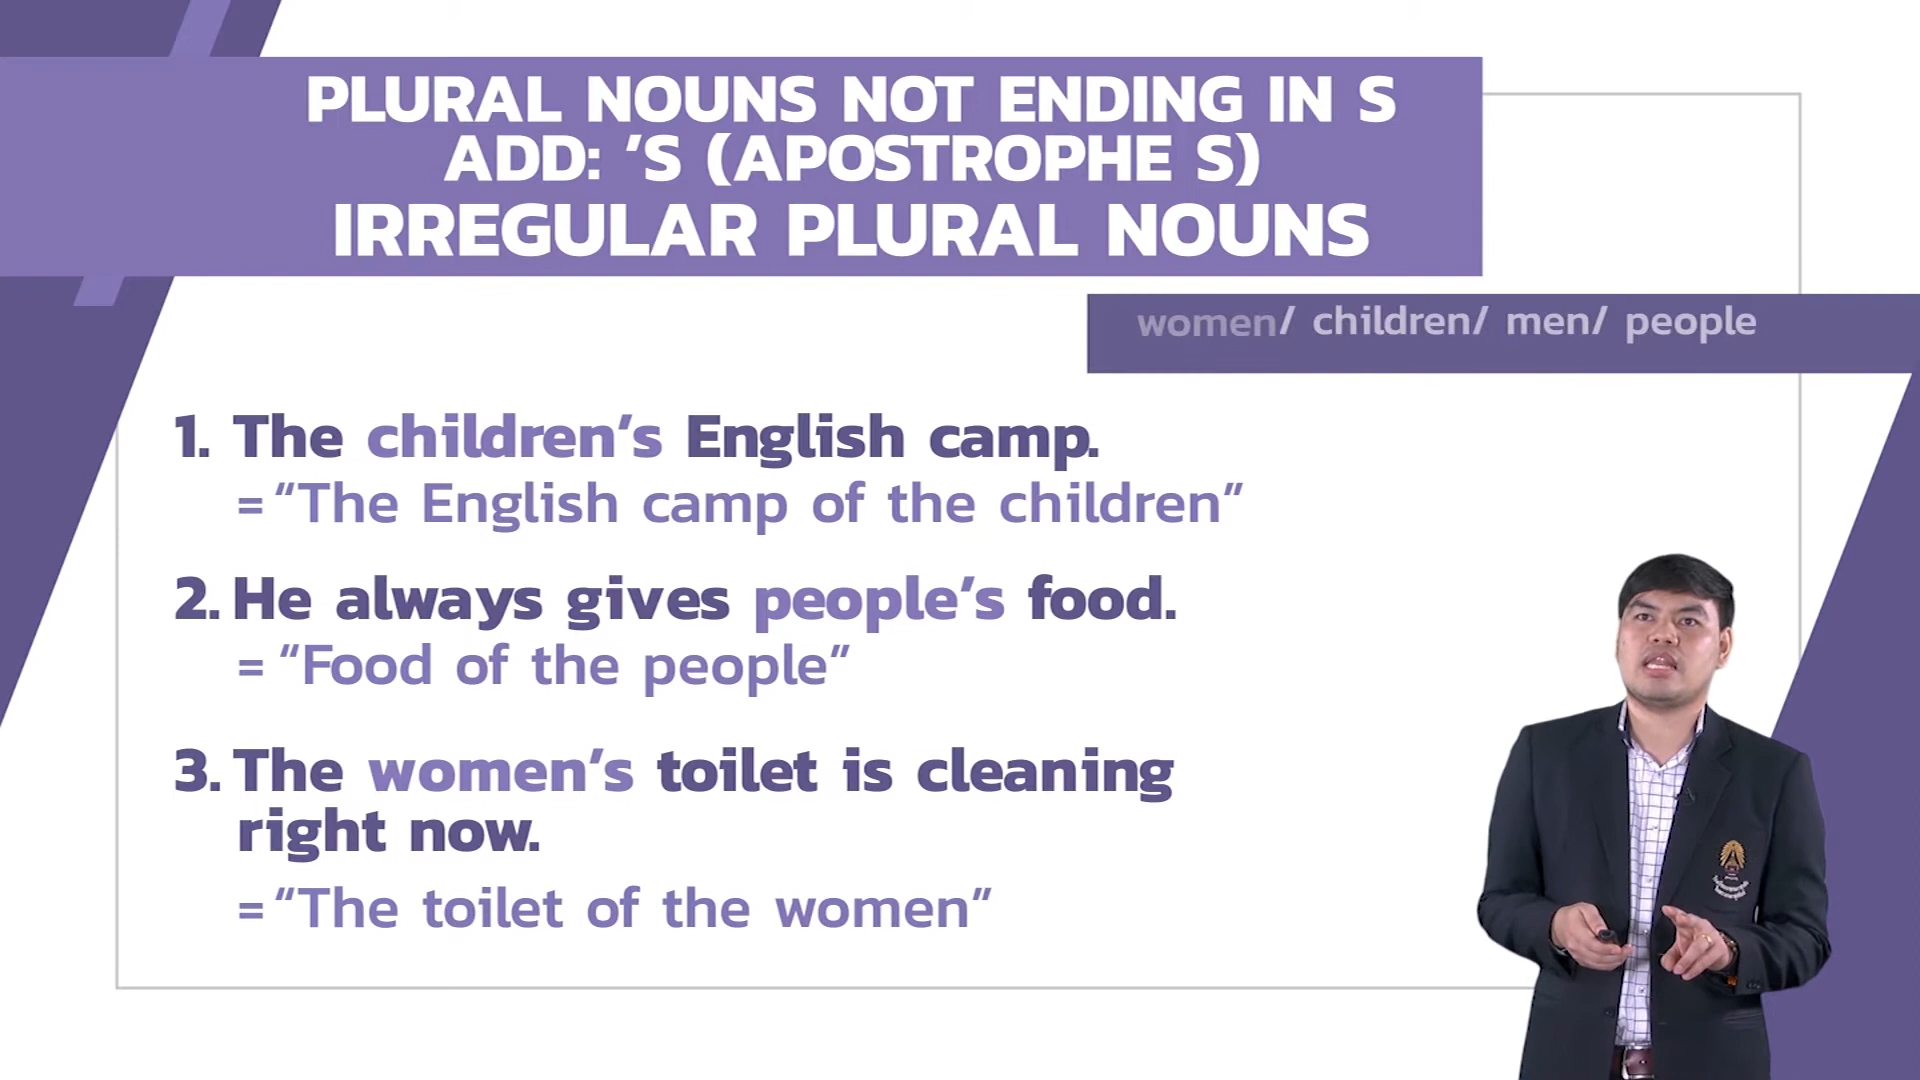 PLURAL NOUNS NOT ENDING IN S
ADD: ’S (APOSTROPHE S)
IRREGULAR PLURAL NOUNS
women/ children/ men/ people
1. The children’s English camp.
= “The English camp of the children”
2. He always gives people’s food.
= “Food of the people”
3. The women’s toilet is cleaning
right now.
= “The toilet of the women”